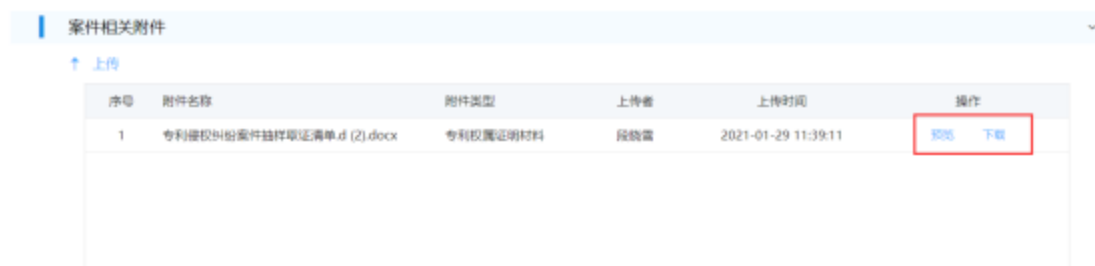 案件相关附件
上传
序号 附件名称 附件类型 上传者 上传时间 操作
1 专利侵权纠纷案件抽样取证清单.d (2).docx 专利权属证明材料 段晓雪 2021-01-29 11:39:11 预览 下载